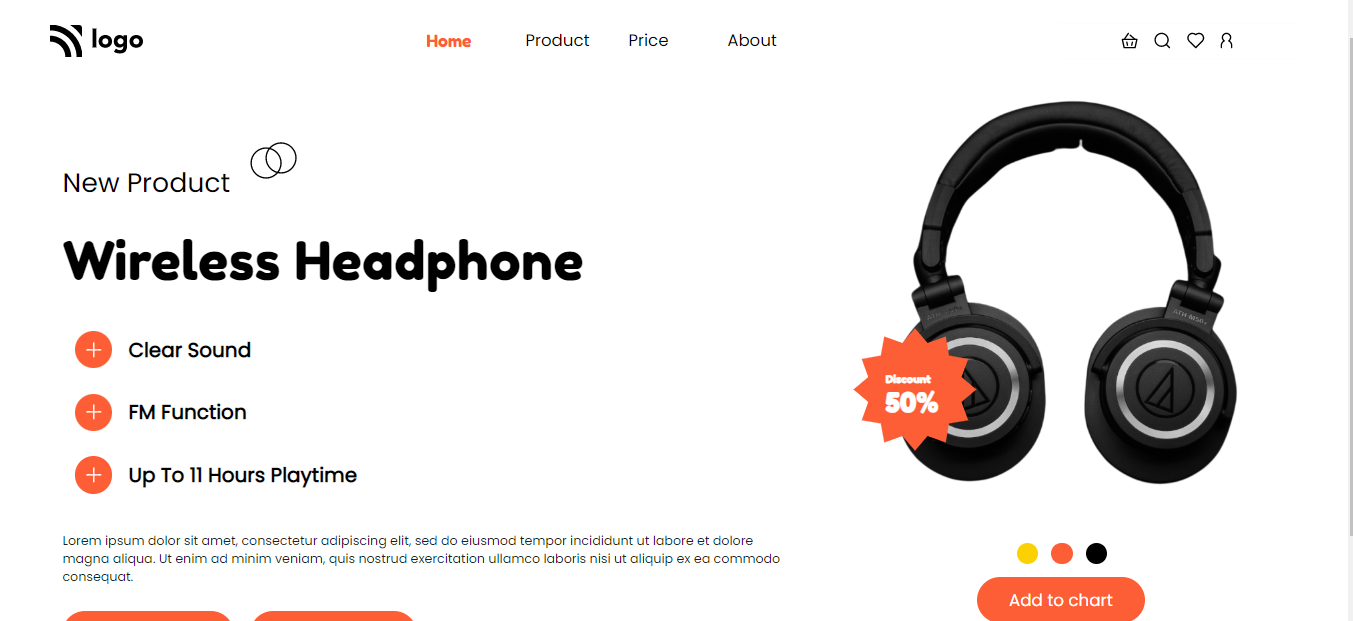 logo
Home Product Price About
New Product
Wireless Headphone
Clear Sound
FM Function
Up To 11 Hours Playtime
Lorem ipsum dolor sit amet, consectetur adipiscing elit, sed do eiusmod tempor incididunt ut labore et dolore
magna aliqua. Ut enim ad minim veniam, quis nostrud exercitation ullamco laboris nisi ut aliquip ex ea commodo
consequat.
ATH-M50x
Discount
50%
Add to chart